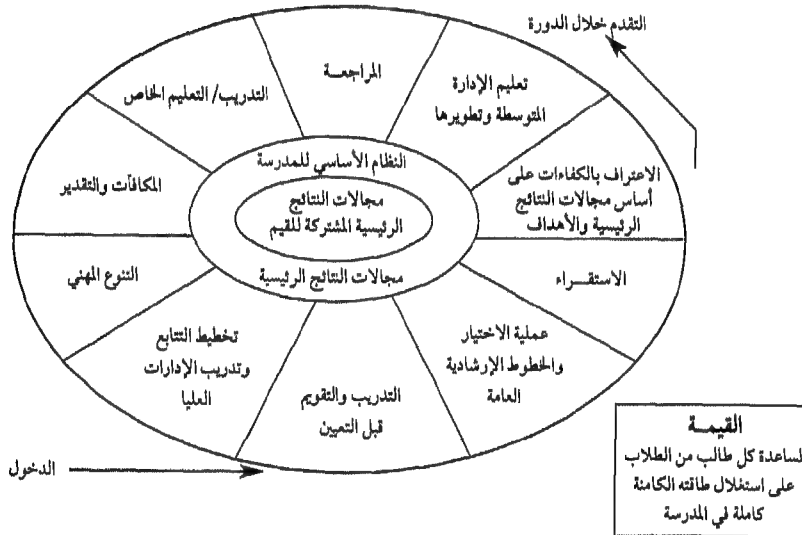 التقدم خلال الدورة
المراجعـــة
تعليم الإدارة
المتوسطة وتطويرها
الاعتراف بالكفاءات على
أساس مجالات النتائج
الرئيسية والأهداف
الاستقـــراء
عملية الاختيار
والخطوط الإرشادية
العامة
التدريب والتقويم
قبل التعيين
تخطيط التتابع
وتدريب الإدارات
العليا
التنوع المهني
المكافآت والتقدير
التدريب/ التعليم الخاص
النظام الأساسي للمدرسة
مجالات النتائج
الرئيسية المشتركة للقيم
مجالات النتائج الرئيسية
الدخول
القيمـــة
لساعدة كل طالب من الطلاب
على استغلال طاقته الكامنة
كاملة في المدرسة